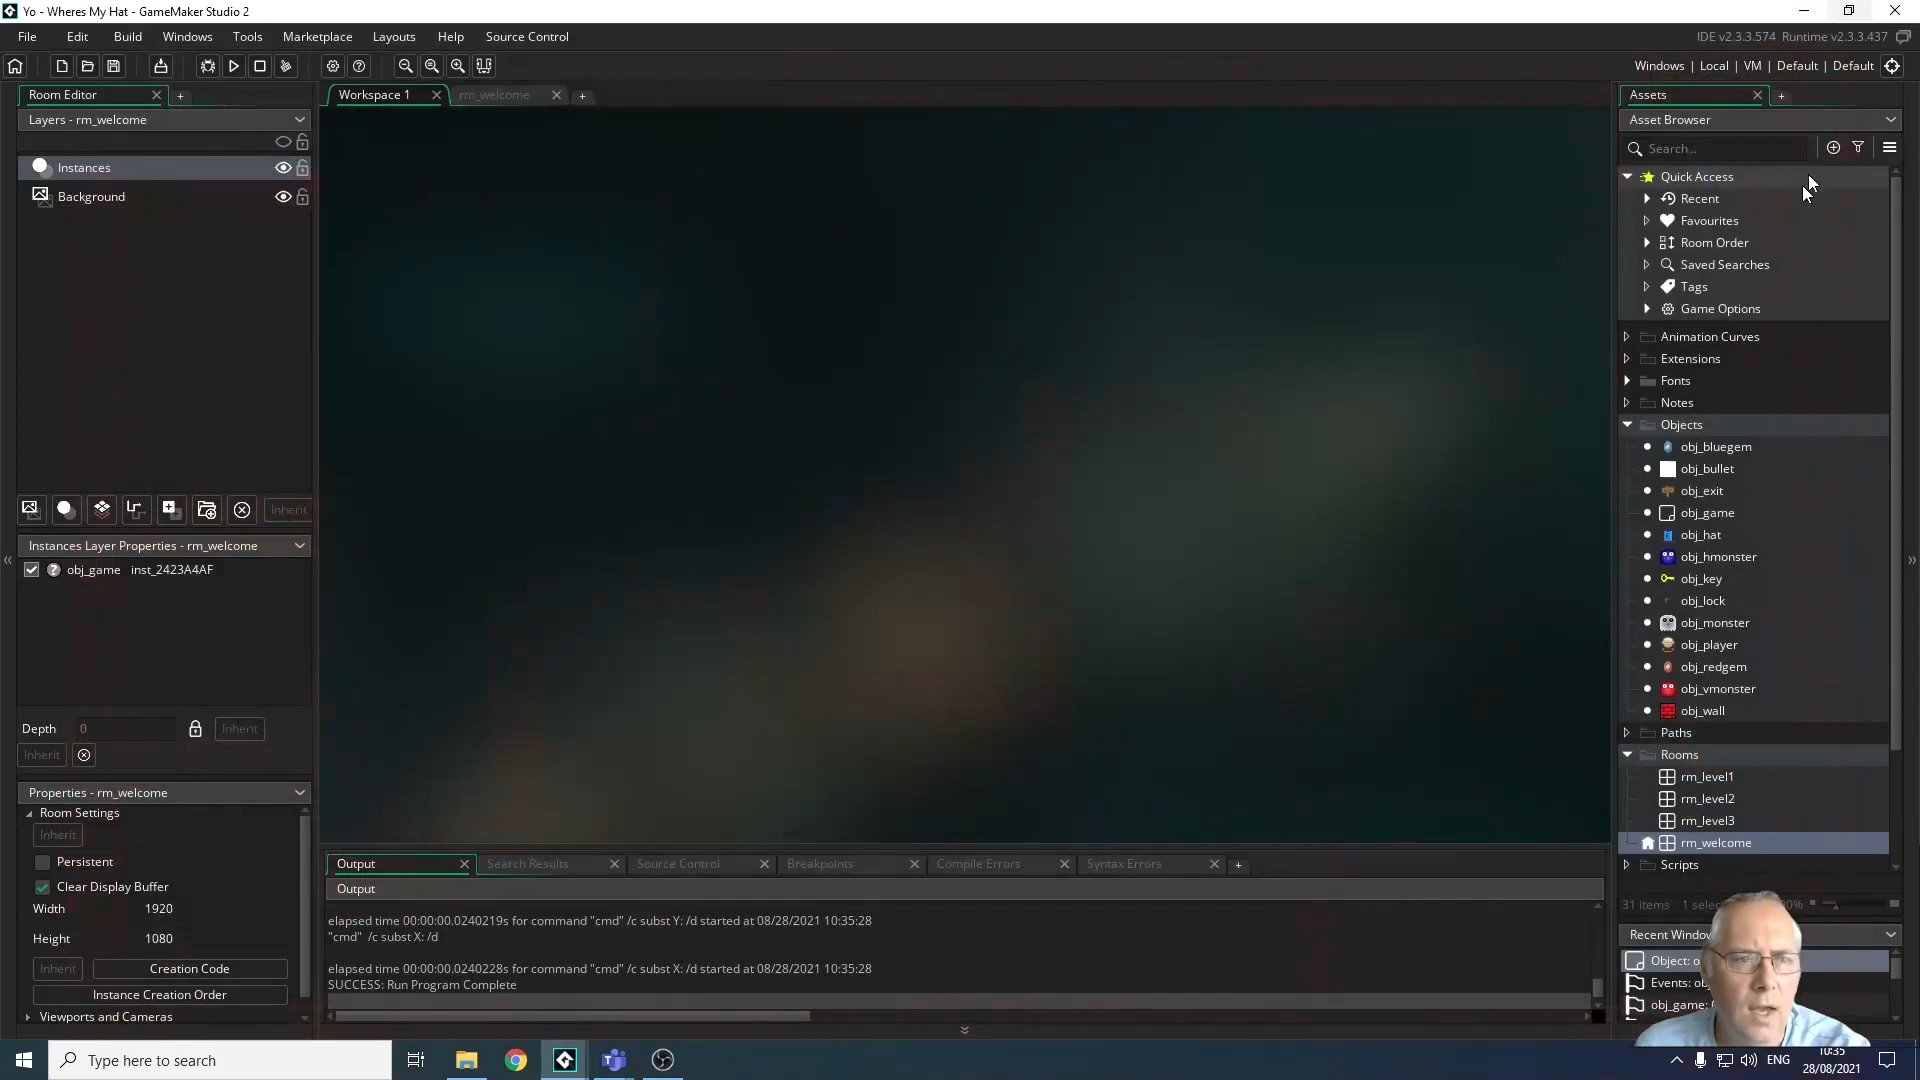 Yo - Wheres My Hat - GameMaker Studio 2
File Edit Build Windows Tools Marketplace Layouts Help Source Control
IDE v2.3.3.574 Runtime v2.3.3.437
Windows | Local | VM | Default | Default
Room Editor
Layers - rm_welcome
Instances
Background
Inherit
Instances Layer Properties - rm_welcome
obj_game inst_2423A4AF
Depth 0 Inherit
Inherit
Properties - rm_welcome
Room Settings
Inherit
Persistent
Clear Display Buffer
Width 1920
Height 1080
Inherit Creation Code
Instance Creation Order
Viewports and Cameras
Workspace 1 rm_welcome
Output Search Results Source Control Breakpoints Compile Errors Syntax Errors
Output
elapsed time 00:00:00.0240219s for command "cmd" /c subst Y: /d started at 08/28/2021 10:35:28
"cmd" /c subst X: /d
elapsed time 00:00:00.0240228s for command "cmd" /c subst X: /d started at 08/28/2021 10:35:28
SUCCESS: Run Program Complete
Assets
Asset Browser
Search...
Quick Access
Recent
Favourites
Room Order
Saved Searches
Tags
Game Options
Animation Curves
Extensions
Fonts
Notes
Objects
obj_bluegem
obj_bullet
obj_exit
obj_game
obj_hat
obj_hmonster
obj_key
obj_lock
obj_monster
obj_player
obj_redgem
obj_vmonster
obj_wall
Paths
Rooms
rm_level1
rm_level2
rm_level3
rm_welcome
Scripts
31 items
Recent
Object:
Events:
obj_game:
Type here to search
ENG
10:35
28/08/2021